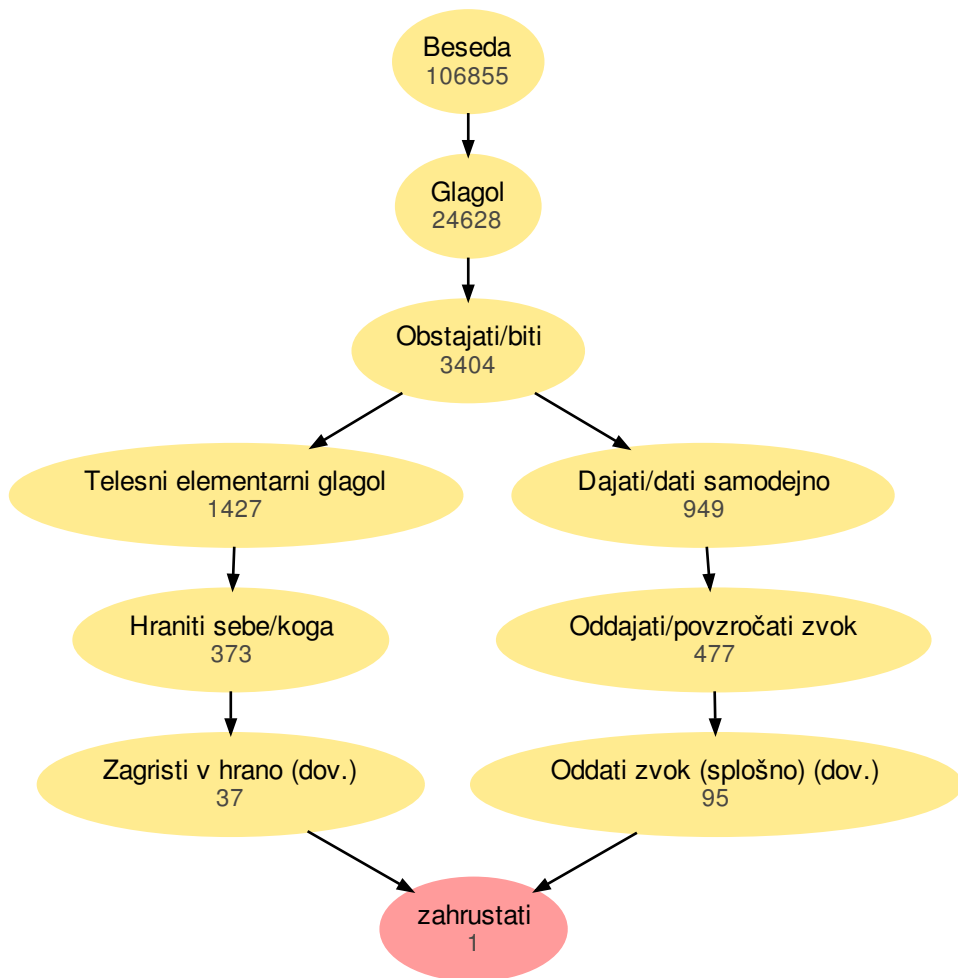 Beseda
106855
Glagol
24628
Obstajati/biti
3404
Telesni elementarni glagol
1427
Dajati/dati samodejno
949
Hraniti sebe/koga
373
Oddajati/povzročati zvok
477
Zagristi v hrano (dov.)
37
Oddati zvok (splošno) (dov.)
95
zahrustati
1